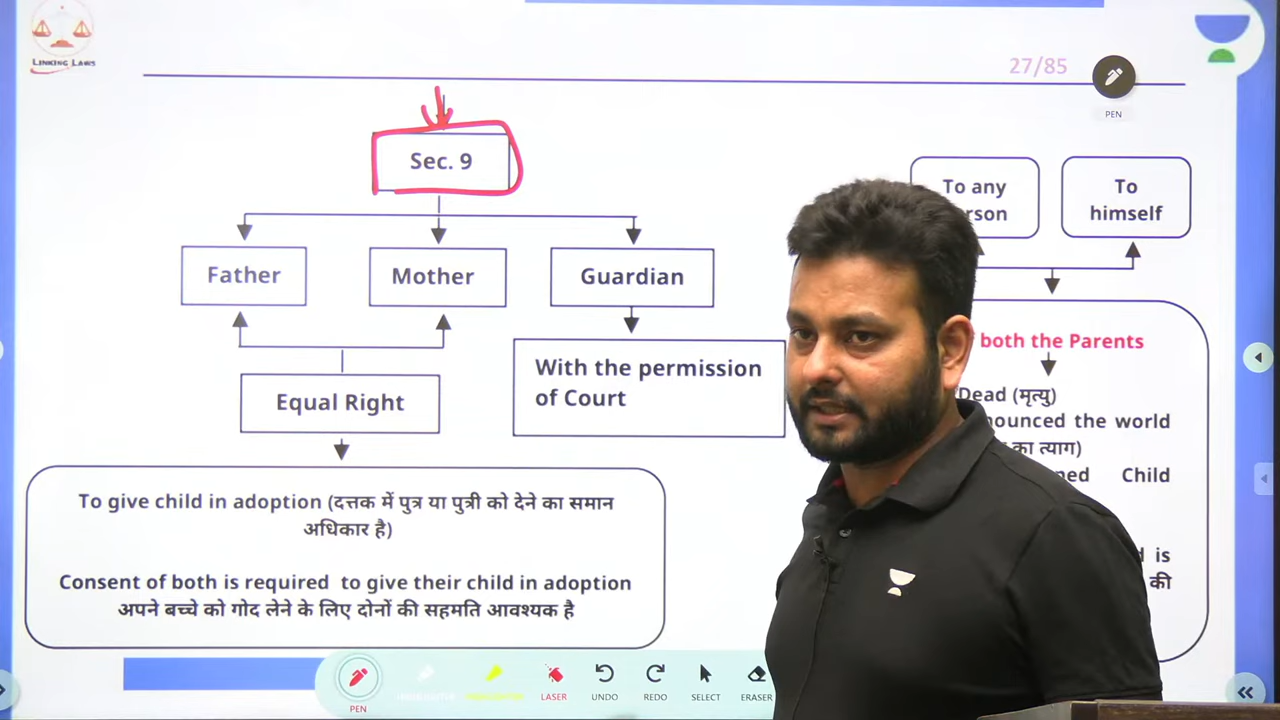 LINKING LAWS
27/85
PEN
Sec. 9
To any
To
himself
Father
Mother
Guardian
both the Parents
With the permission
of Court
Equal Right
Dead (मृत्यु)
the world
का त्याग)
Child
To give child in adoption (दत्तक में पुत्र या पुत्री को देने का समान
अधिकार है)
is
की
Consent of both is required to give their child in adoption
अपने बच्चे को गोद लेने के लिए दोनों की सहमति आवश्यक है
PEN
HIGHLIGHTER
LASER
UNDO
REDO
SELECT
ERASER